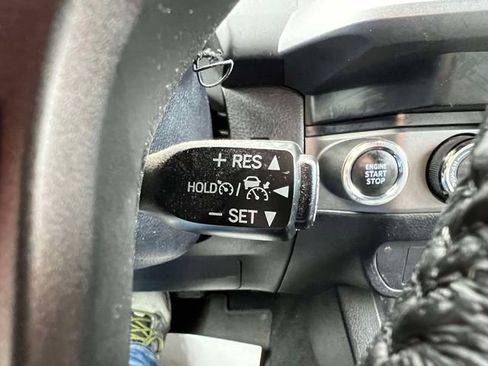 + RES ▲
HOLD / ◀
− SET ▼
ENGINE
START
STOP